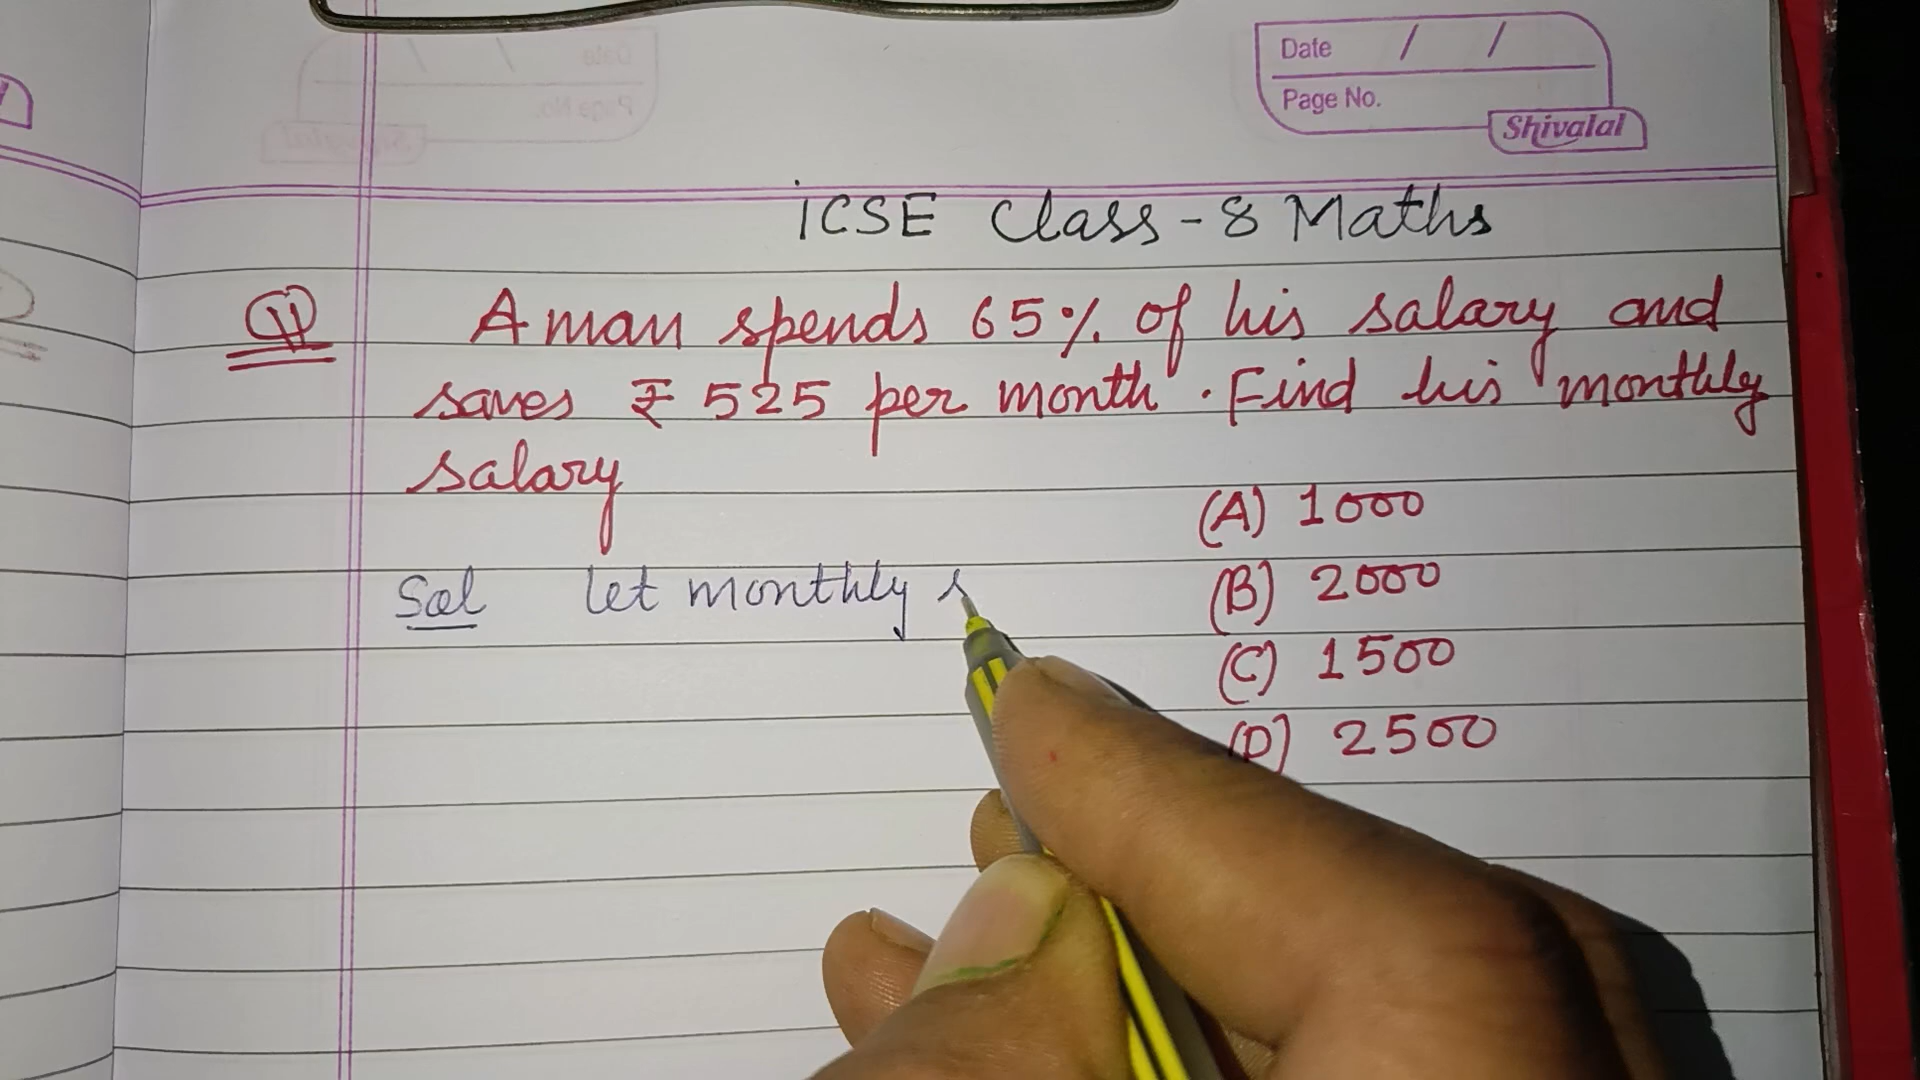 Date / /
Page No.
Shivalal
iCSE Class - 8 Maths
Q1 A man spends 65% of his salary and
saves ₹ 525 per month. Find his monthly
salary
(A) 1000
Sol let monthly s
(B) 2000
(C) 1500
(D) 2500